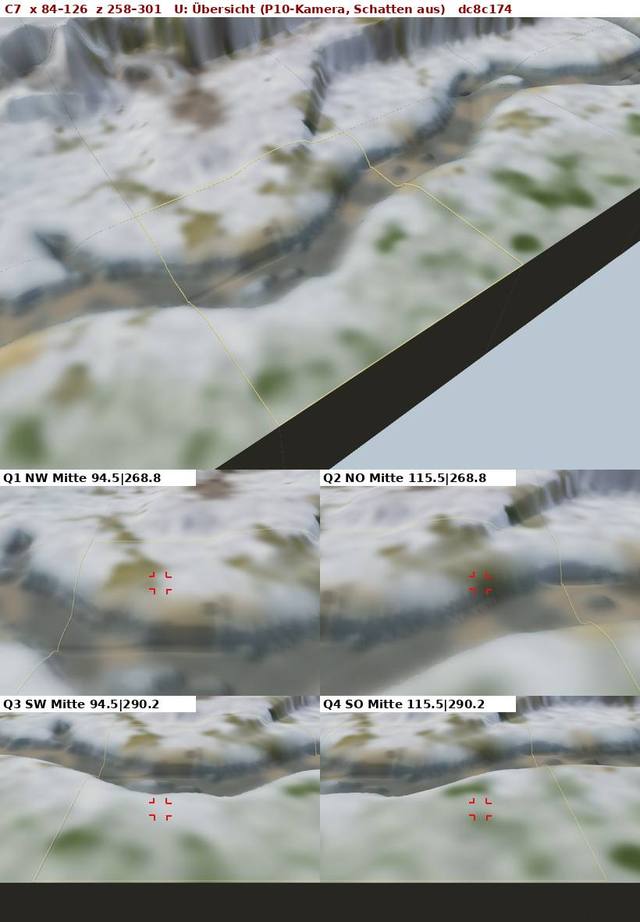 C7 x 84–126 z 258–301 U: Übersicht (P10-Kamera, Schatten aus) dc8c174
Q1 NW Mitte 94.5|268.8
Q2 NO Mitte 115.5|268.8
Q3 SW Mitte 94.5|290.2
Q4 SO Mitte 115.5|290.2